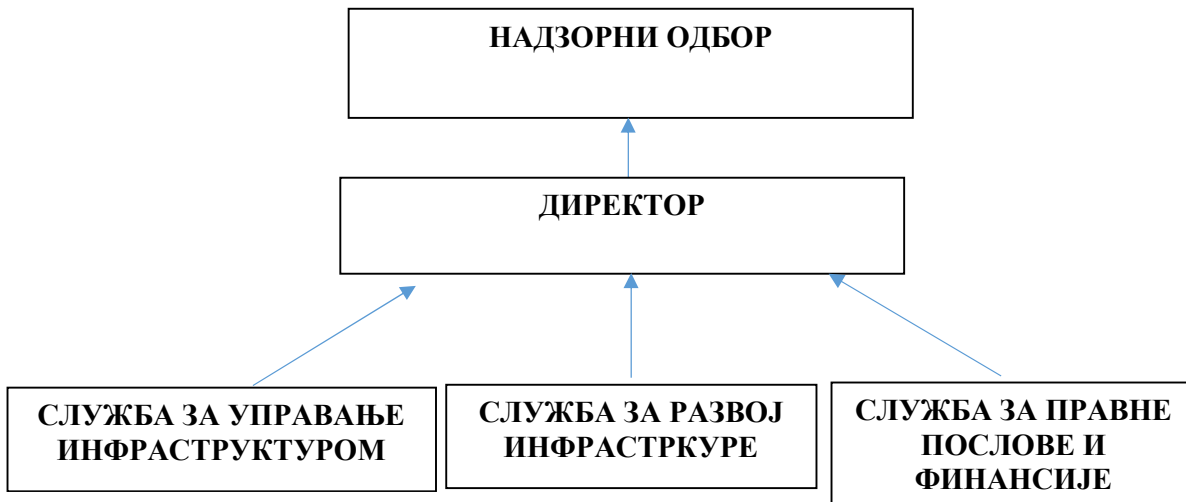 НАДЗОРНИ ОДБОР
ДИРЕКТОР
СЛУЖБА ЗА УПРАВАЊЕ
ИНФРАСТРУКТУРОМ
СЛУЖБА ЗА РАЗВОЈ
ИНФРАСТРКУРЕ
СЛУЖБА ЗА ПРАВНЕ
ПОСЛОВЕ И
ФИНАНСИЈЕ